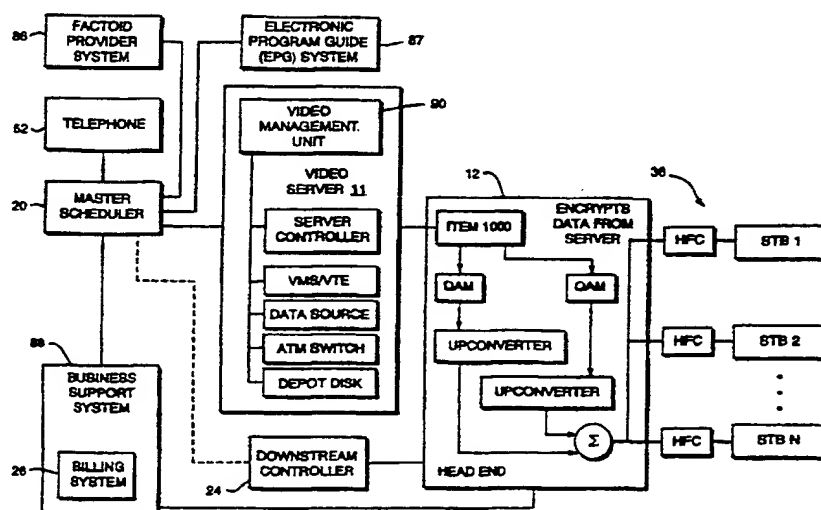 86
FACTOID
PROVIDER
SYSTEM
ELECTRONIC
PROGRAM GUIDE
(EPG) SYSTEM
87
52
TELEPHONE
20
MASTER
SCHEDULER
90
VIDEO
MANAGEMENT
UNIT
VIDEO
SERVER 11
SERVER
CONTROLLER
VMS/VTE
DATA SOURCE
ATM SWITCH
DEPOT DISK
12
ITEM 1000
ENCRYPTS
DATA FROM
SERVER
QAM
QAM
UPCONVERTER
UPCONVERTER
Σ
HEAD END
36
HFC
STB 1
HFC
STB 2
HFC
STB N
88
BUSINESS
SUPPORT
SYSTEM
26
BILLING
SYSTEM
DOWNSTREAM
CONTROLLER
24